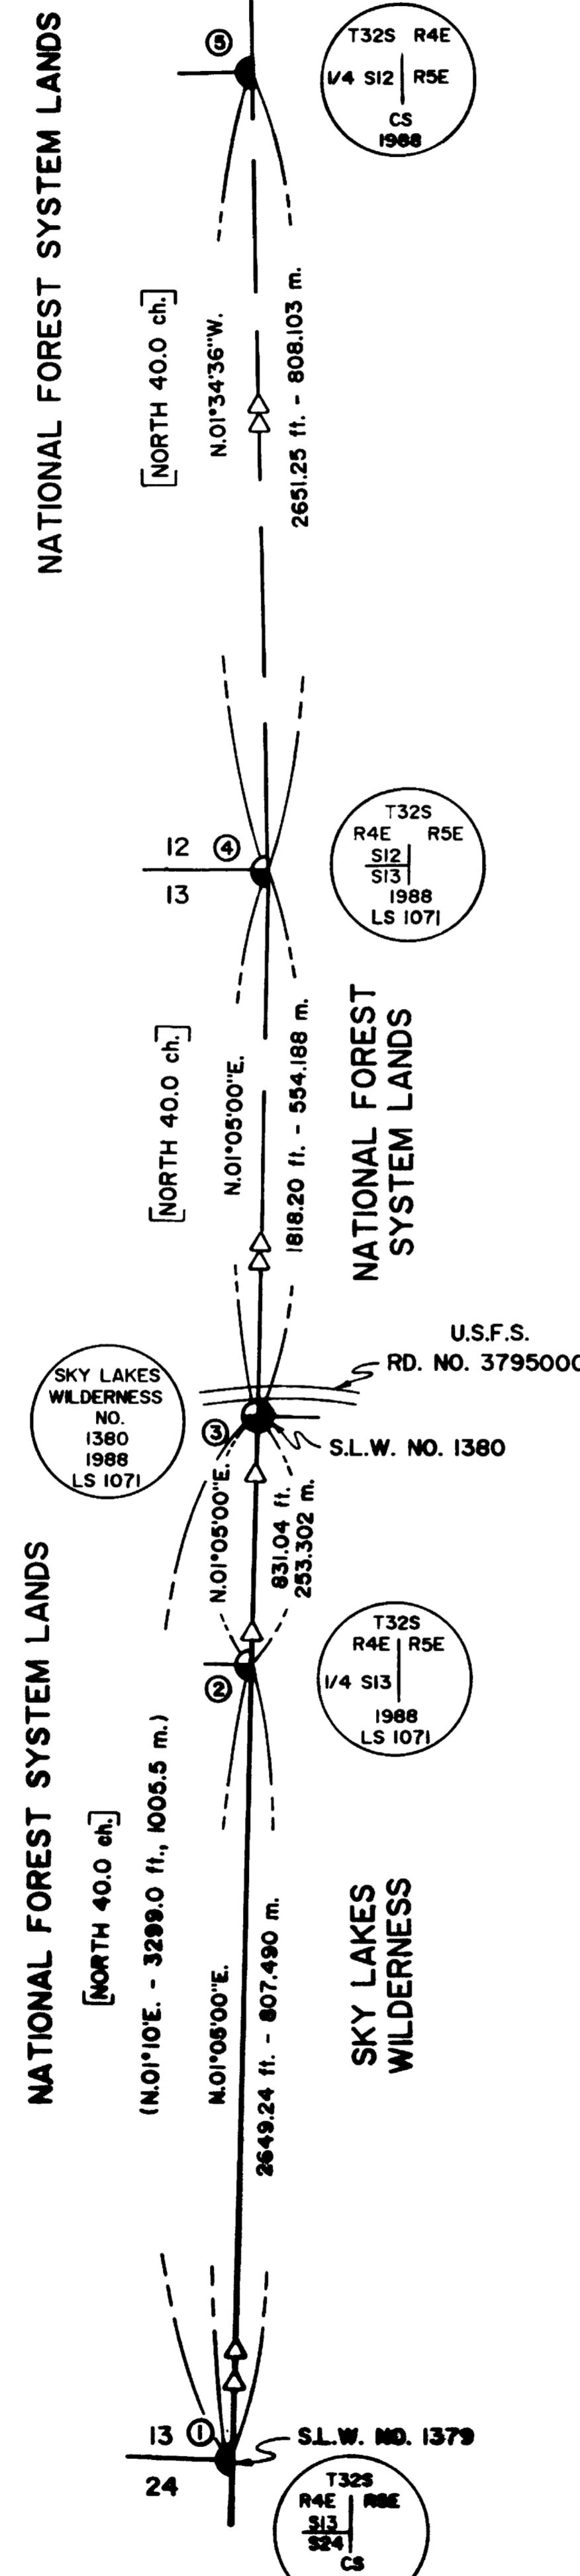 NATIONAL FOREST SYSTEM LANDS
⑤
T32S R4E
1/4 S12 R5E
CS
1988
[NORTH 40.0 ch.]
N.01°34'36"W.
2651.25 ft. - 808.103 m.
12
④
13
T32S
R4E R5E
S12
S13
1988
LS 1071
[NORTH 40.0 ch.]
N.01°05'00"E.
1818.20 ft. - 554.188 m.
NATIONAL FOREST
SYSTEM LANDS
U.S.F.S.
RD. NO. 3795000
SKY LAKES
WILDERNESS
NO.
1380
1988
LS 1071
③
S.L.W. NO. 1380
N.01°05'00"E.
831.04 ft.
253.302 m.
②
T32S
R4E R5E
1/4 S13
1988
LS 1071
NATIONAL FOREST SYSTEM LANDS
[NORTH 40.0 ch.]
(N.01°10'E. - 3299.0 ft., 1005.5 m.)
N.01°05'00"E.
2649.24 ft. - 807.490 m.
SKY LAKES
WILDERNESS
13 ①
24
S.L.W. NO. 1379
T32S
R4E R5E
S13
S24
CS